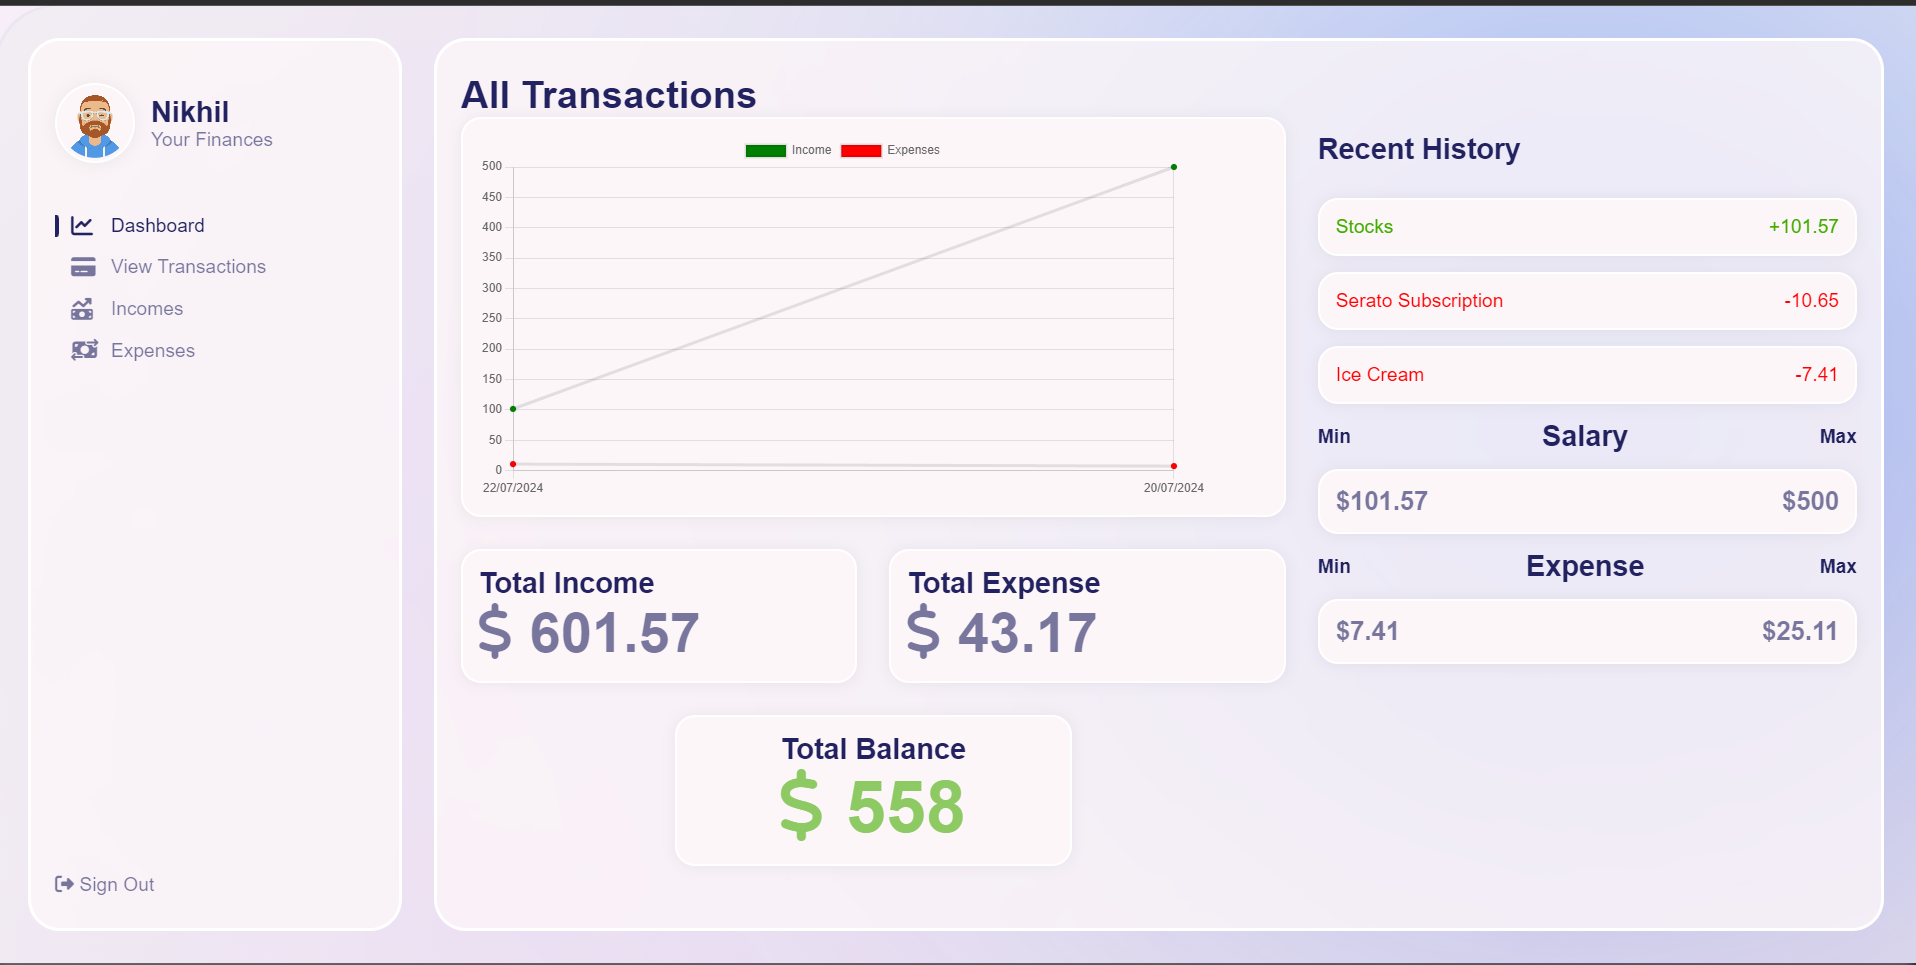 Nikhil
Your Finances
Dashboard
View Transactions
Incomes
Expenses
Sign Out
All Transactions
Income Expenses
500
450
400
350
300
250
200
150
100
50
0
22/07/2024 20/07/2024
Total Income
$ 601.57
Total Expense
$ 43.17
Total Balance
$ 558
Recent History
Stocks +101.57
Serato Subscription -10.65
Ice Cream -7.41
Min Salary Max
$101.57 $500
Min Expense Max
$7.41 $25.11